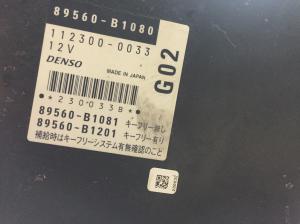 89560-B1080
112300-0033
12V
G02
DENSO
MADE IN JAPAN
*230033B*
89560-B1081 キーフリー無し
89560-B1201 キーフリー有り
補給時はキーフリーシステム有無確認のこと